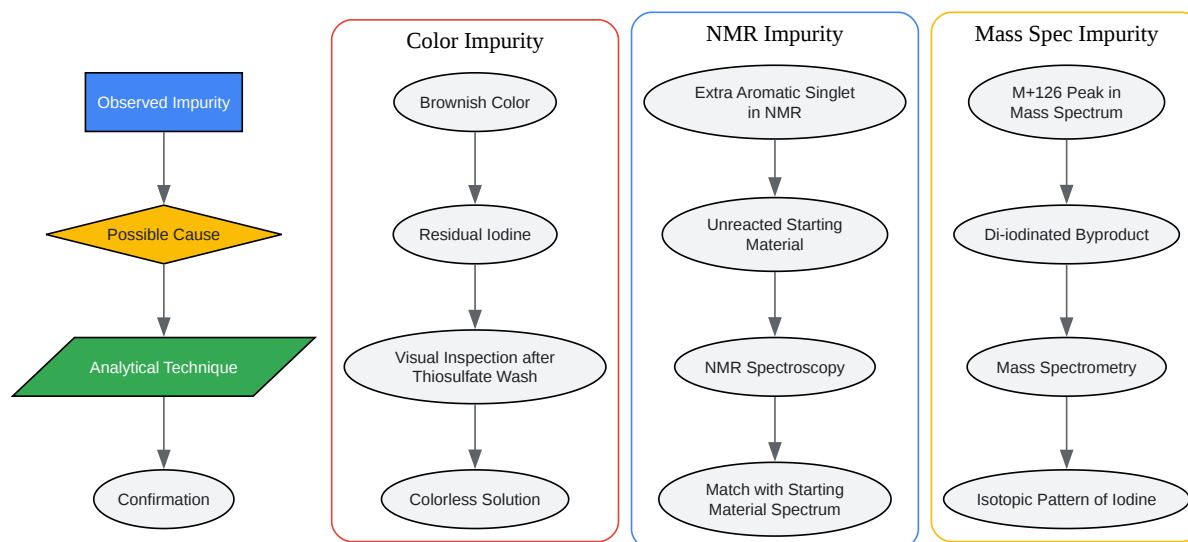 Observed Impurity
Possible Cause
Analytical Technique
Confirmation
Color Impurity
Brownish Color
Residual Iodine
Visual Inspection after
Thiosulfate Wash
Colorless Solution
NMR Impurity
Extra Aromatic Singlet
in NMR
Unreacted Starting
Material
NMR Spectroscopy
Match with Starting
Material Spectrum
Mass Spec Impurity
M+126 Peak in
Mass Spectrum
Di-iodinated Byproduct
Mass Spectrometry
Isotopic Pattern of Iodine